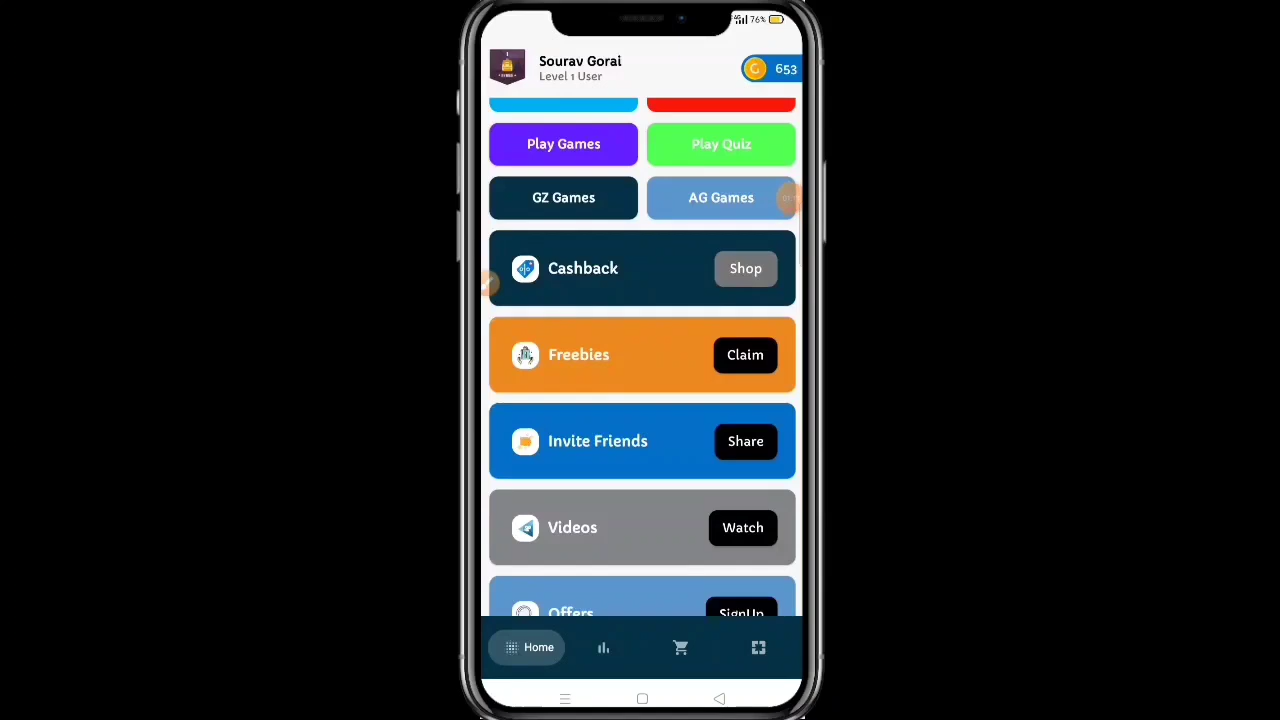 76%
Sourav Gorai
Level 1 User
653
Play Games
Play Quiz
GZ Games
AG Games
Cashback
Shop
Freebies
Claim
Invite Friends
Share
Videos
Watch
Offers
SignUp
Home